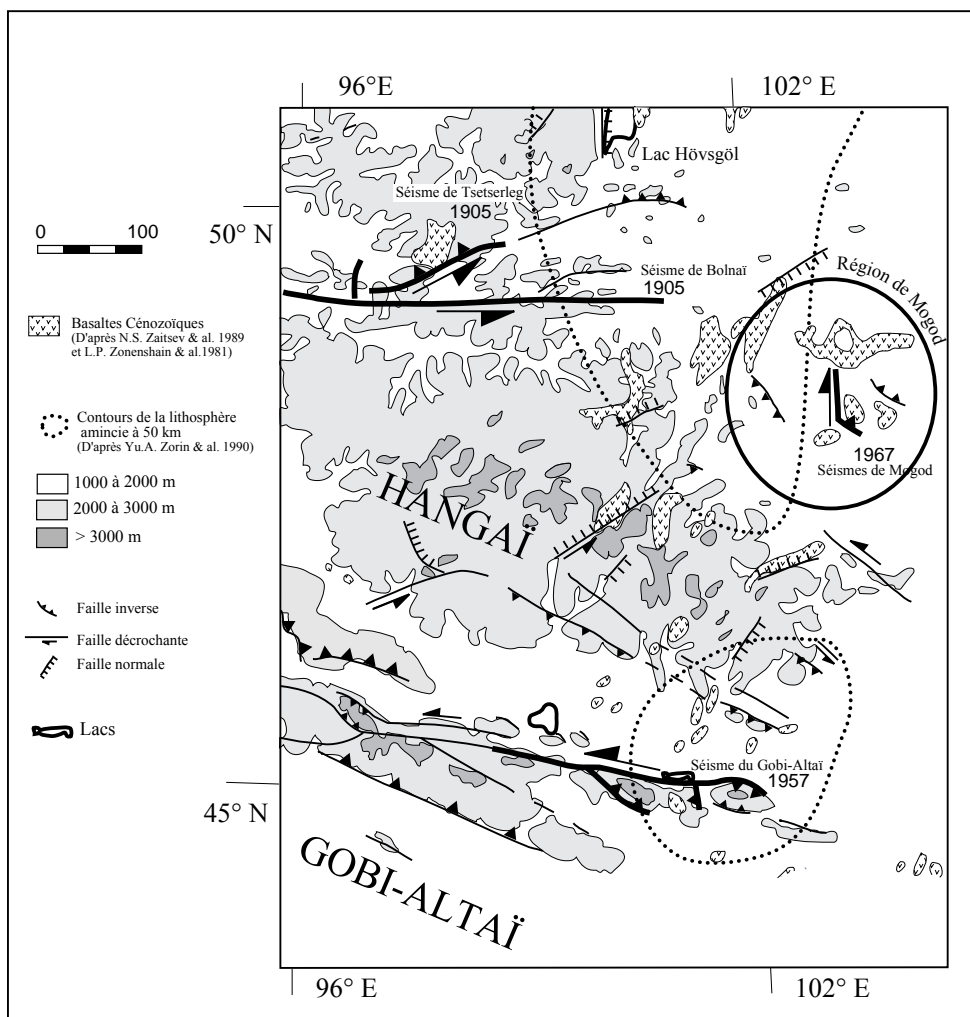 96°E
102° E
Lac Hövsgöl
Séisme de Tsetserleg
1905
50° N
0 100
Séisme de Bolnaï
1905
Région de Mogod
Basaltes Cénozoïques
(D'après N.S. Zaitsev & al. 1989
et L.P. Zonenshain & al.1981)
Contours de la lithosphère
amincie à 50 km
(D'après Yu.A. Zorin & al. 1990)
1967
Séismes de Mogod
1000 à 2000 m
2000 à 3000 m
> 3000 m
HANGAÏ
Faille inverse
Faille décrochante
Faille normale
Lacs
Séisme du Gobi-Altaï
1957
45° N
GOBI-ALTAÏ
96° E
102° E